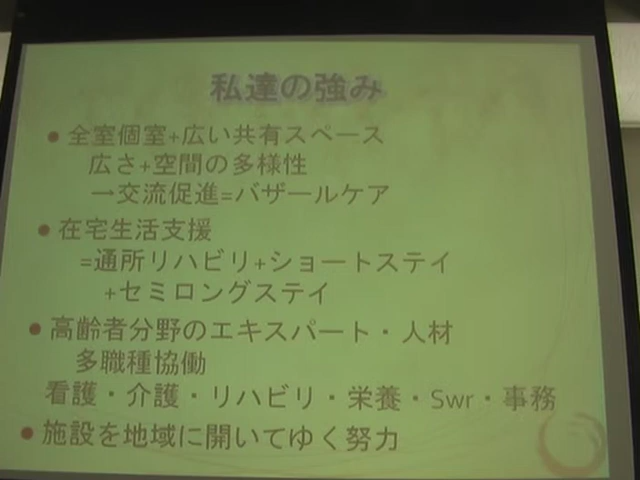 私達の強み
● 全室個室+広い共有スペース
広さ+空間の多様性
→交流促進=バザールケア
● 在宅生活支援
=通所リハビリ+ショートステイ
+セミロングステイ
● 高齢者分野のエキスパート・人材
多職種協働
看護・介護・リハビリ・栄養・Swr・事務
● 施設を地域に開いてゆく努力